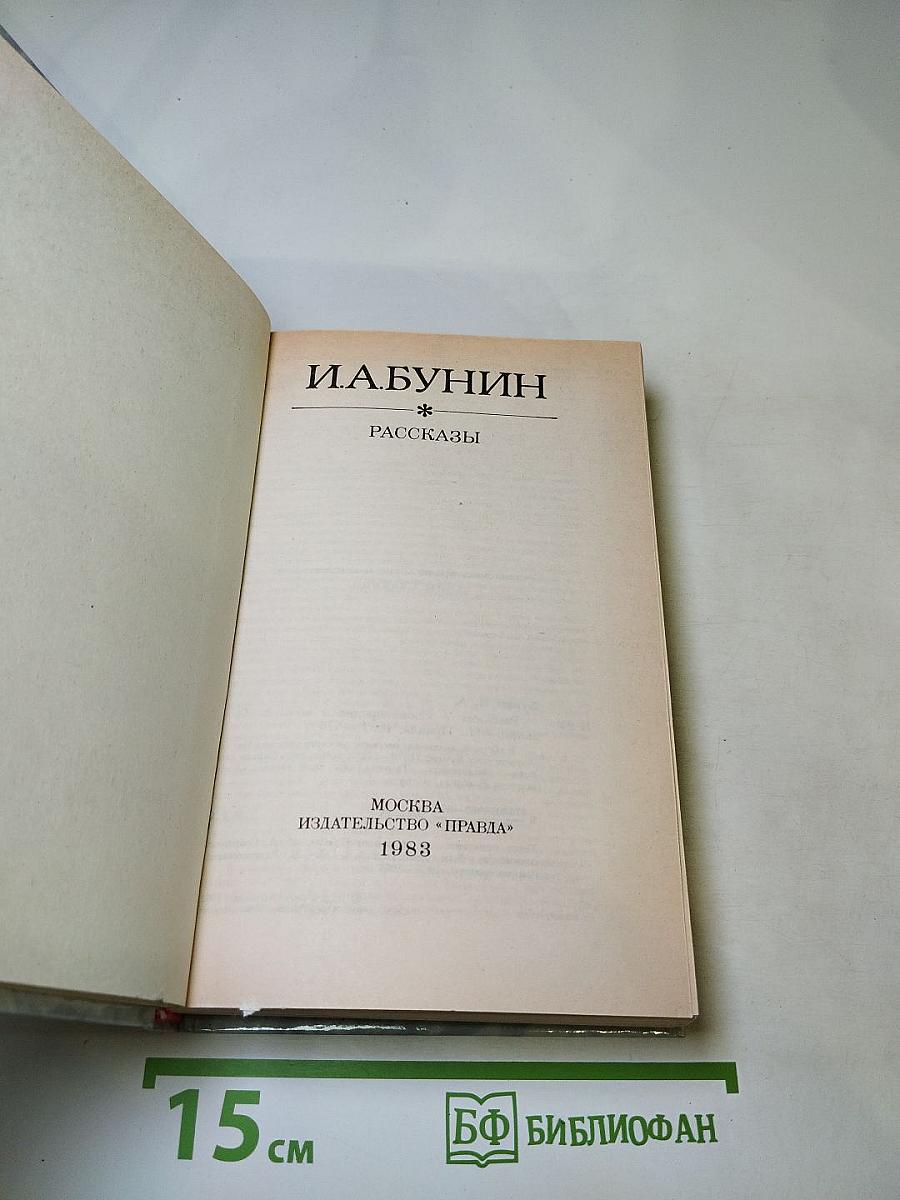 И.А.БУНИН
*
РАССКАЗЫ
МОСКВА
ИЗДАТЕЛЬСТВО «ПРАВДА»
1983
15 см
БФ БИБЛИОФАН